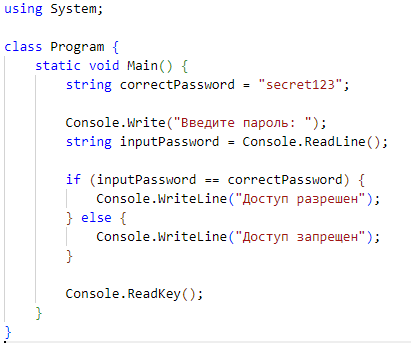 using System;
class Program {
static void Main() {
string correctPassword = "secret123";
Console.Write("Введите пароль: ");
string inputPassword = Console.ReadLine();
if (inputPassword == correctPassword) {
Console.WriteLine("Доступ разрешен");
} else {
Console.WriteLine("Доступ запрещен");
}
Console.ReadKey();
}
}